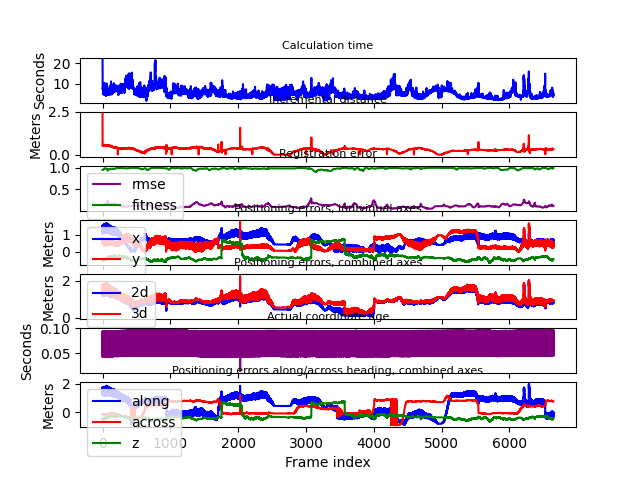 Calculation time
20
10
Seconds
Incremental distance
2.5
0.0
Meters
Registration error
1.0
0.5
rmse
fitness
Positioning errors, individual axes
1
0
Meters
x
y
Positioning errors, combined axes
2
0
Meters
2d
3d
Actual coordinate age
0.10
0.05
Seconds
Positioning errors along/across heading, combined axes
2
0
Meters
along
across
z
0 1000 2000 3000 4000 5000 6000
Frame index